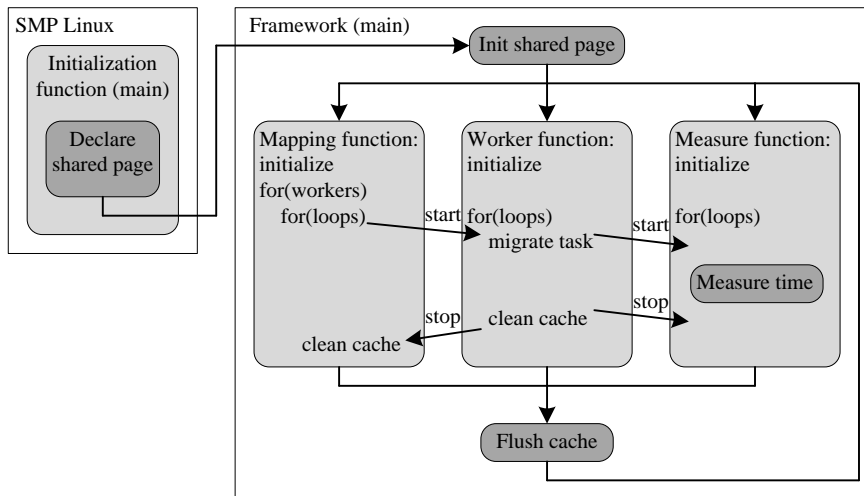 SMP Linux
Initialization
function (main)
Declare
shared page
Framework (main)
Init shared page
Mapping function:
initialize
for(workers)
for(loops)
start
clean cache
stop
Worker function:
initialize
for(loops)
migrate task
start
clean cache
stop
Measure function:
initialize
for(loops)
Measure time
Flush cache